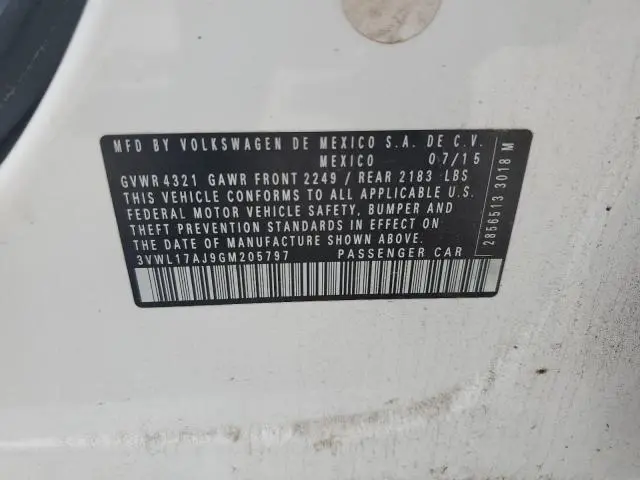 MFD BY VOLKSWAGEN DE MEXICO S.A. DE C.V.
MEXICO 07/15
GVWR 4321 GAWR FRONT 2249 / REAR 2183 LBS
THIS VEHICLE CONFORMS TO ALL APPLICABLE U.S.
FEDERAL MOTOR VEHICLE SAFETY, BUMPER AND
THEFT PREVENTION STANDARDS IN EFFECT ON
THE DATE OF MANUFACTURE SHOWN ABOVE.
3VWL17AJ9GM205797 PASSENGER CAR
2856513 3018 M